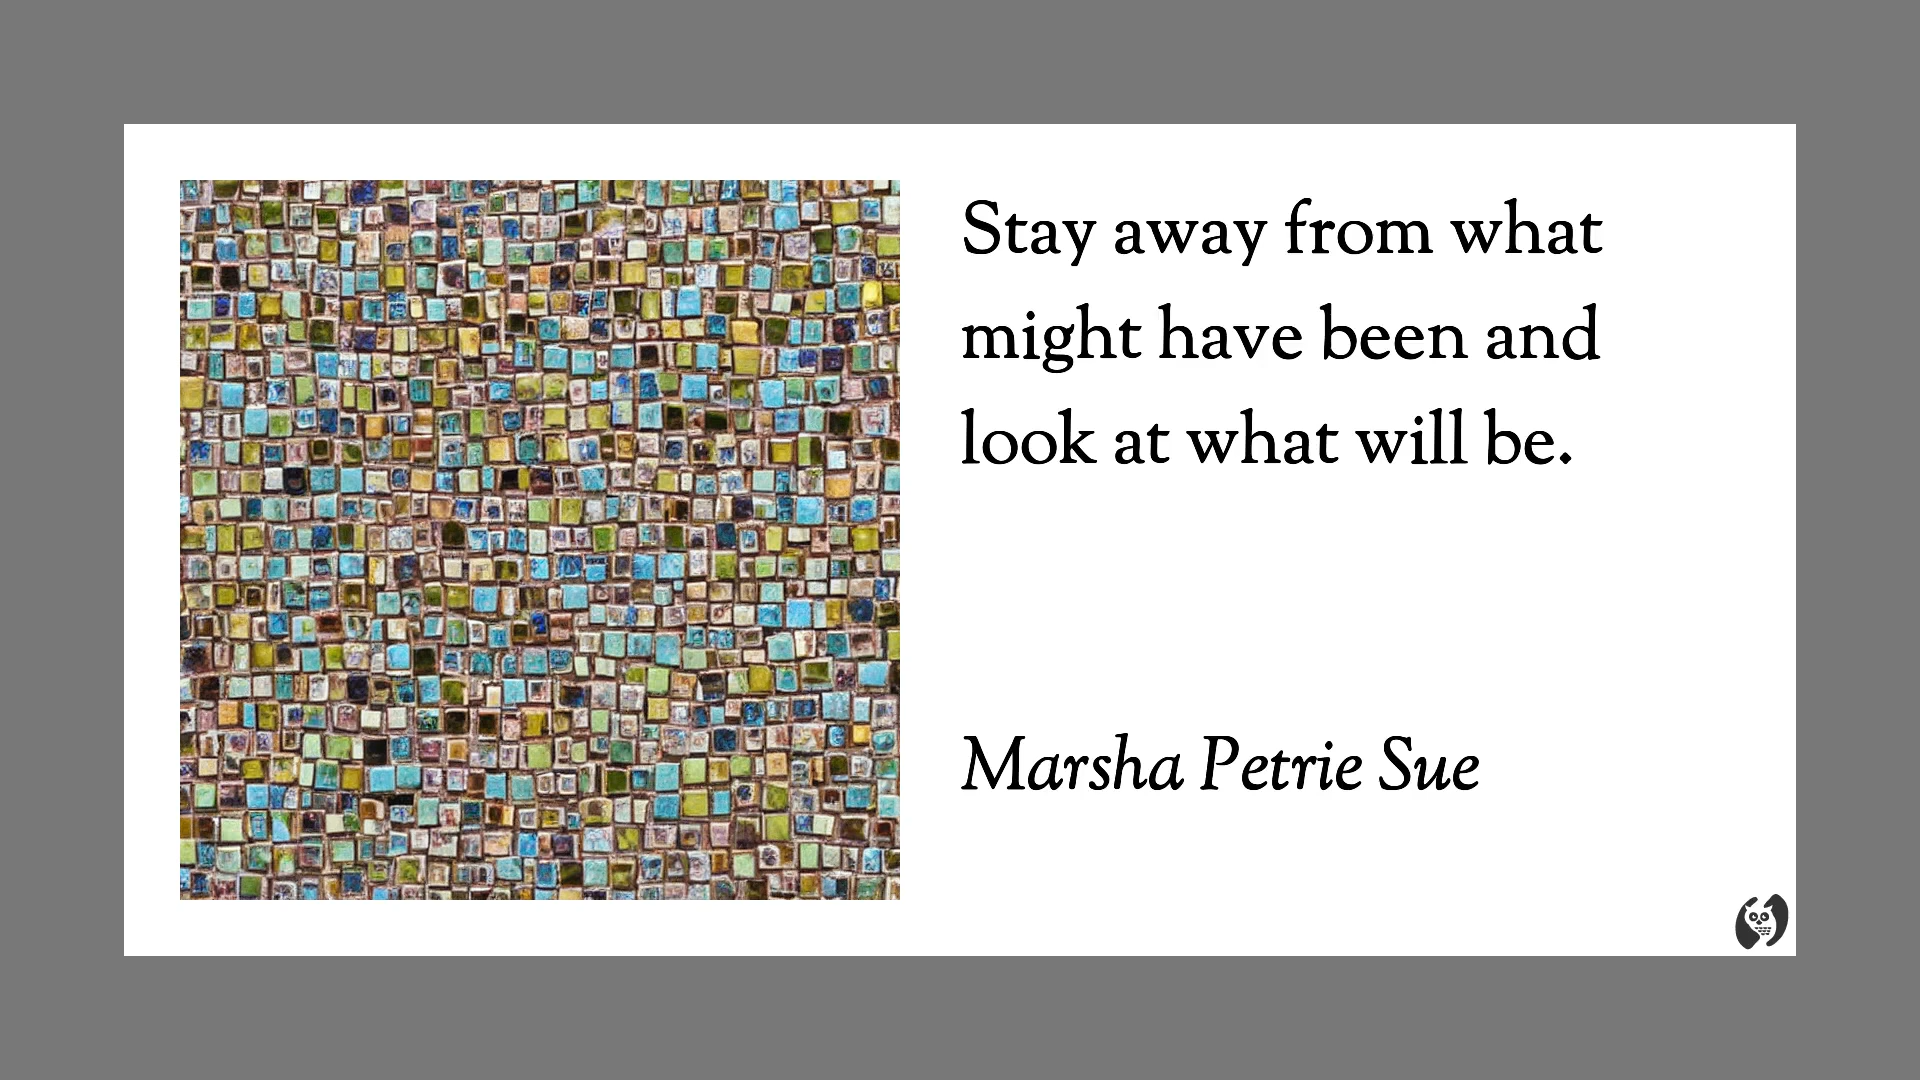 Stay away from what
might have been and
look at what will be.
Marsha Petrie Sue